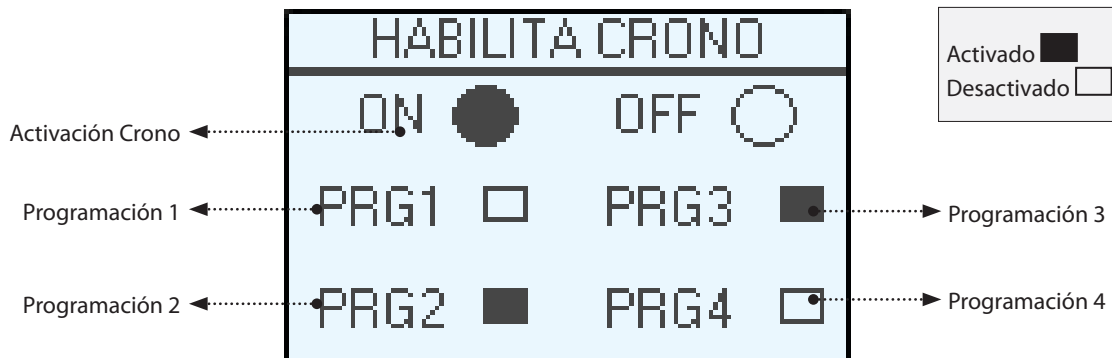 HABILITA CRONO
Activado
Desactivado
ON OFF
Activación Crono
PRG1 PRG3
Programación 1
Programación 3
PRG2 PRG4
Programación 2
Programación 4